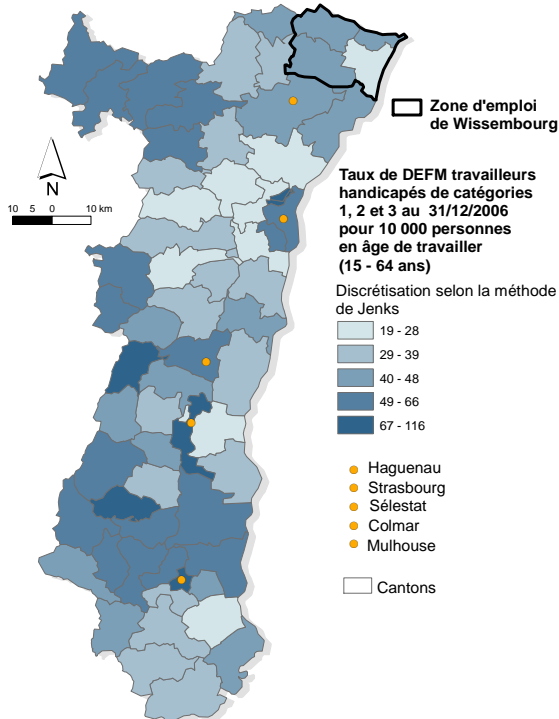 Zone d'emploi
de Wissembourg
N
10 5 0 10 km
Taux de DEFM travailleurs
handicapés de catégories
1, 2 et 3 au 31/12/2006
pour 10 000 personnes
en âge de travailler
(15 - 64 ans)
Discrétisation selon la méthode
de Jenks
19 - 28
29 - 39
40 - 48
49 - 66
67 - 116
Haguenau
Strasbourg
Sélestat
Colmar
Mulhouse
Cantons